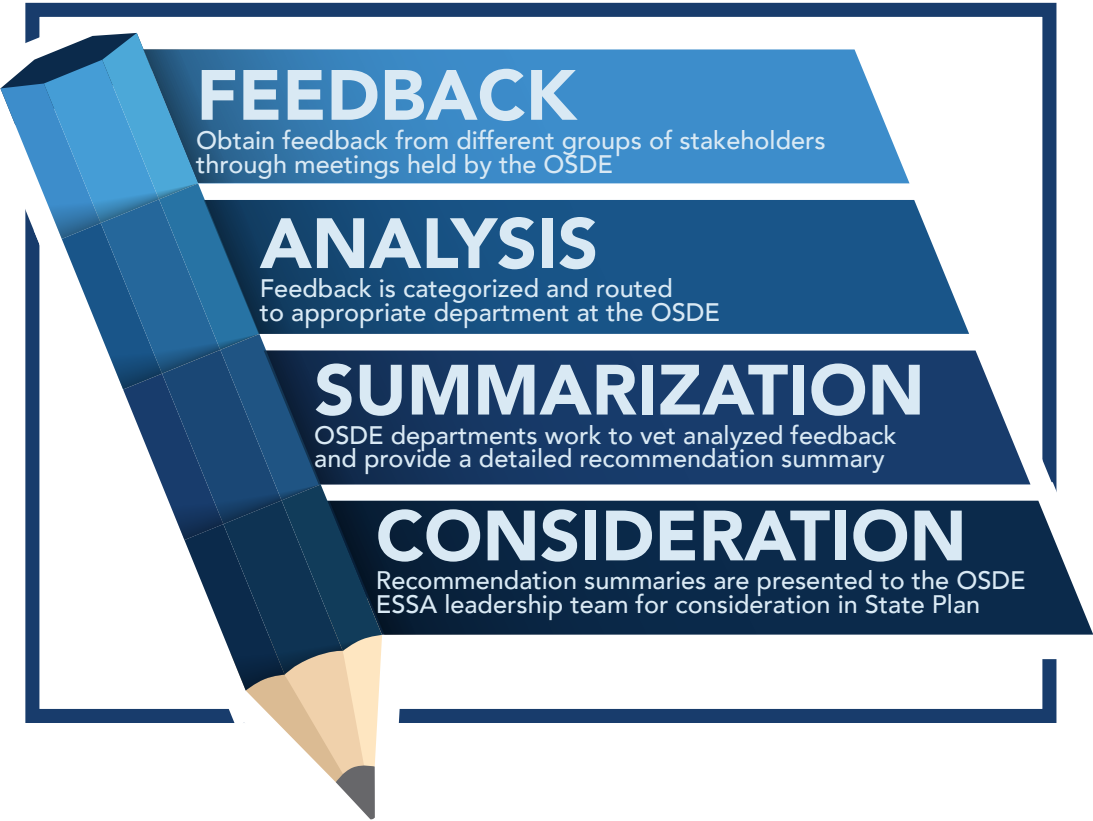 FEEDBACK
Obtain feedback from different groups of stakeholders
through meetings held by the OSDE
ANALYSIS
Feedback is categorized and routed
to appropriate department at the OSDE
SUMMARIZATION
OSDE departments work to vet analyzed feedback
and provide a detailed recommendation summary
CONSIDERATION
Recommendation summaries are presented to the OSDE
ESSA leadership team for consideration in State Plan